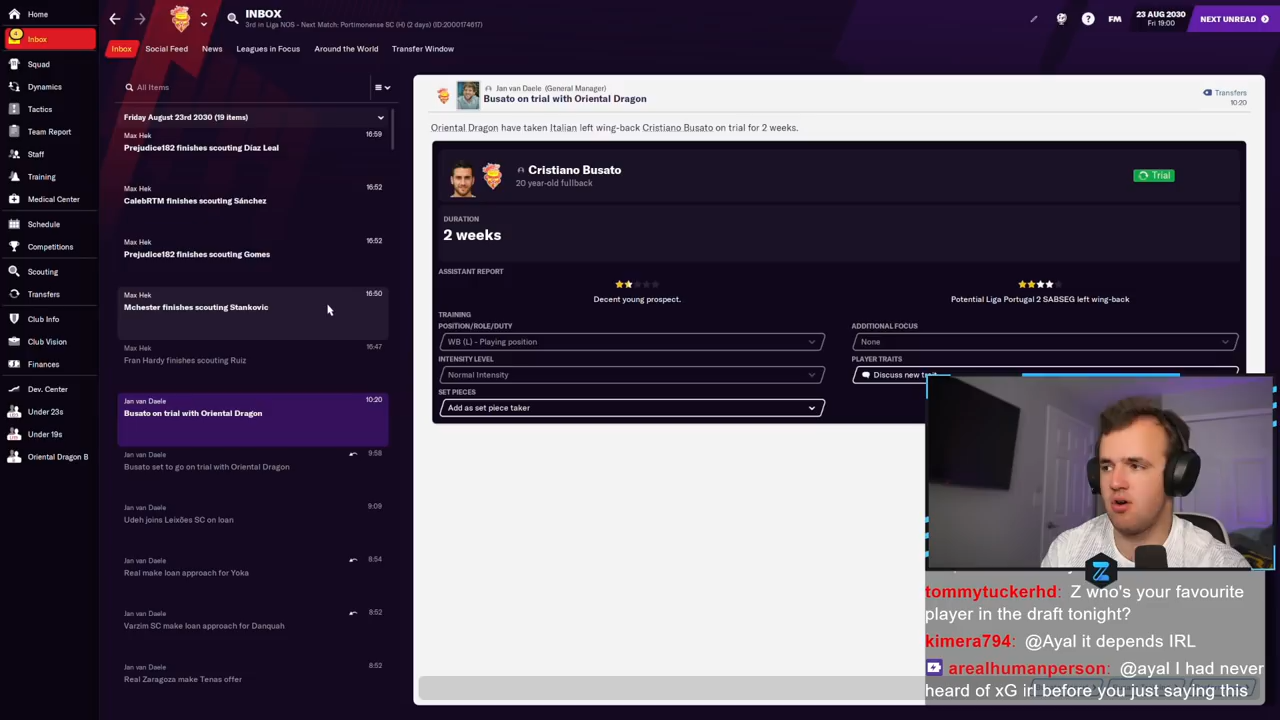 Home
INBOX
3rd in Liga NOS - Next Match: Portimonense SC (H) (2 days) (ID:2000174617)
FM
23 AUG 2030
Fri 19:00
NEXT UNREAD
4
Inbox
Squad
Dynamics
Tactics
Team Report
Staff
Training
Medical Center
Schedule
Competitions
Scouting
Transfers
Club Info
Club Vision
Finances
Dev. Center
Under 23s
Under 19s
Oriental Dragon B
Inbox
Social Feed
News
Leagues in Focus
Around the World
Transfer Window
All Items
Friday August 23rd 2030 (19 items)
Max Hek
16:59
Prejudice182 finishes scouting Díaz Leal
Max Hek
16:52
CalebRTM finishes scouting Sánchez
Max Hek
16:52
Prejudice182 finishes scouting Gomes
Max Hek
16:50
Mchester finishes scouting Stankovic
Max Hek
16:47
Fran Hardy finishes scouting Ruiz
Jan van Daele
10:20
Busato on trial with Oriental Dragon
Jan van Daele
9:58
Busato set to go on trial with Oriental Dragon
Jan van Daele
9:09
Udeh joins Leixões SC on loan
Jan van Daele
8:54
Real make loan approach for Yoka
Jan van Daele
8:52
Varzim SC make loan approach for Danquah
Jan van Daele
8:52
Real Zaragoza make Tenas offer
Jan van Daele (General Manager)
Busato on trial with Oriental Dragon
Transfers
10:20
Oriental Dragon have taken Italian left wing-back Cristiano Busato on trial for 2 weeks.
Cristiano Busato
20 year-old fullback
Trial
DURATION
2 weeks
ASSISTANT REPORT
Decent young prospect.
Potential Liga Portugal 2 SABSEG left wing-back
TRAINING
POSITION/ROLE/DUTY
WB (L) - Playing position
ADDITIONAL FOCUS
None
INTENSITY LEVEL
Normal Intensity
PLAYER TRAITS
Discuss new trait
SET PIECES
Add as set piece taker
tommytuckerhd: Z who's your favourite
player in the draft tonight?
kimera794: @Ayal it depends IRL
arealhumanperson: @ayal I had never
heard of xG irl before you just saying this